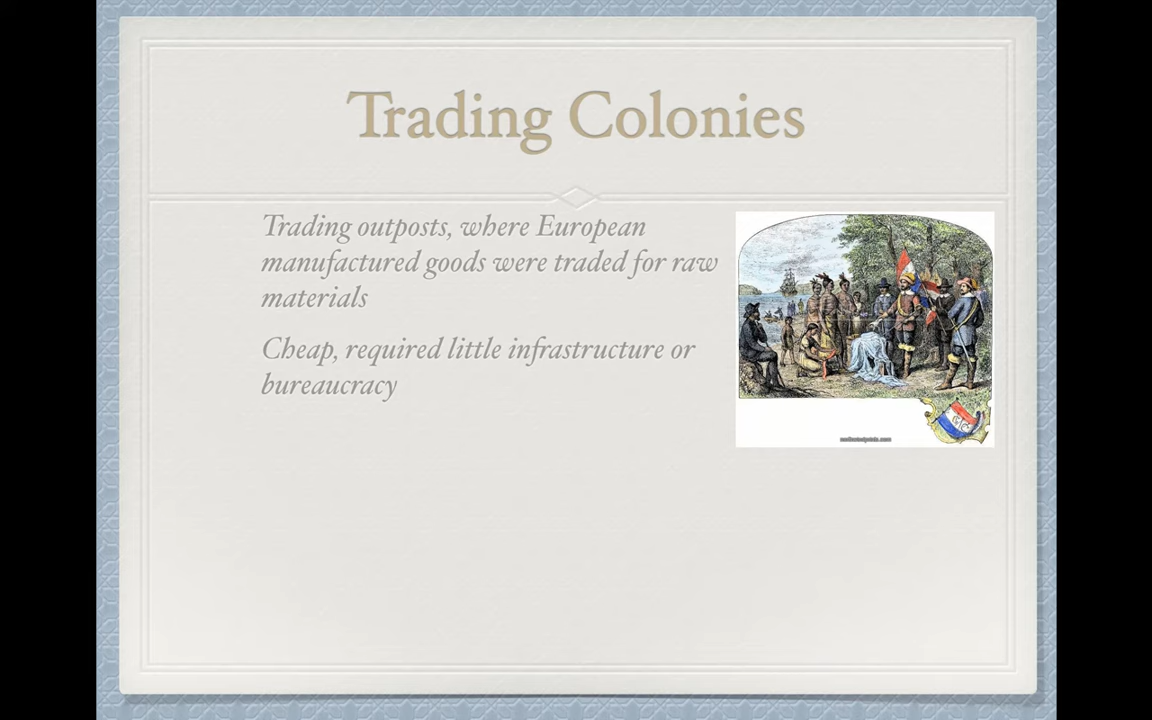 Trading Colonies
Trading outposts, where European
manufactured goods were traded for raw
materials
Cheap, required little infrastructure or
bureaucracy